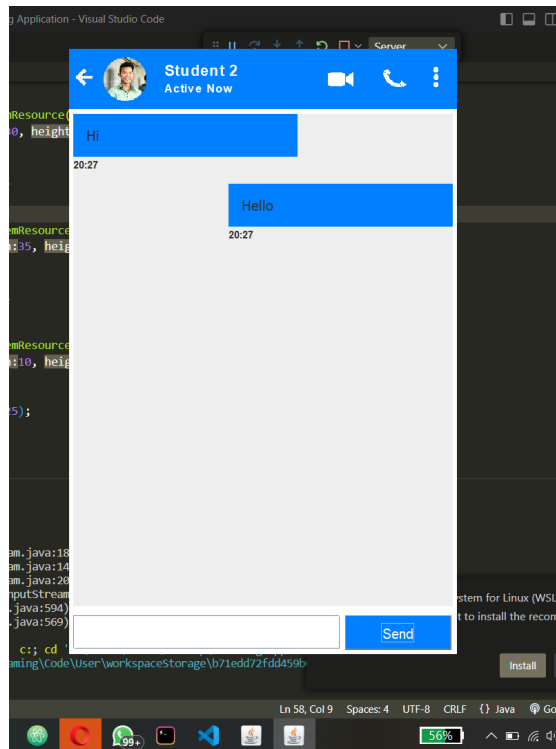 g Application - Visual Studio Code
Server
Student 2
Active Now
mResource(
0, height
Hi
20:27
Hello
20:27
emResource
n:35, heig
emResource
n:10, heig
25);
am.java:18
am.java:14
am.java:20
nputStream
.java:594)
.java:569)
stem for Linux (WSL
t to install the recom
Send
c:; cd '
aming\Code\User\workspaceStorage\b71edd72fdd459b
Install
Ln 58, Col 9 Spaces: 4 UTF-8 CRLF {} Java Go
99+ 56%